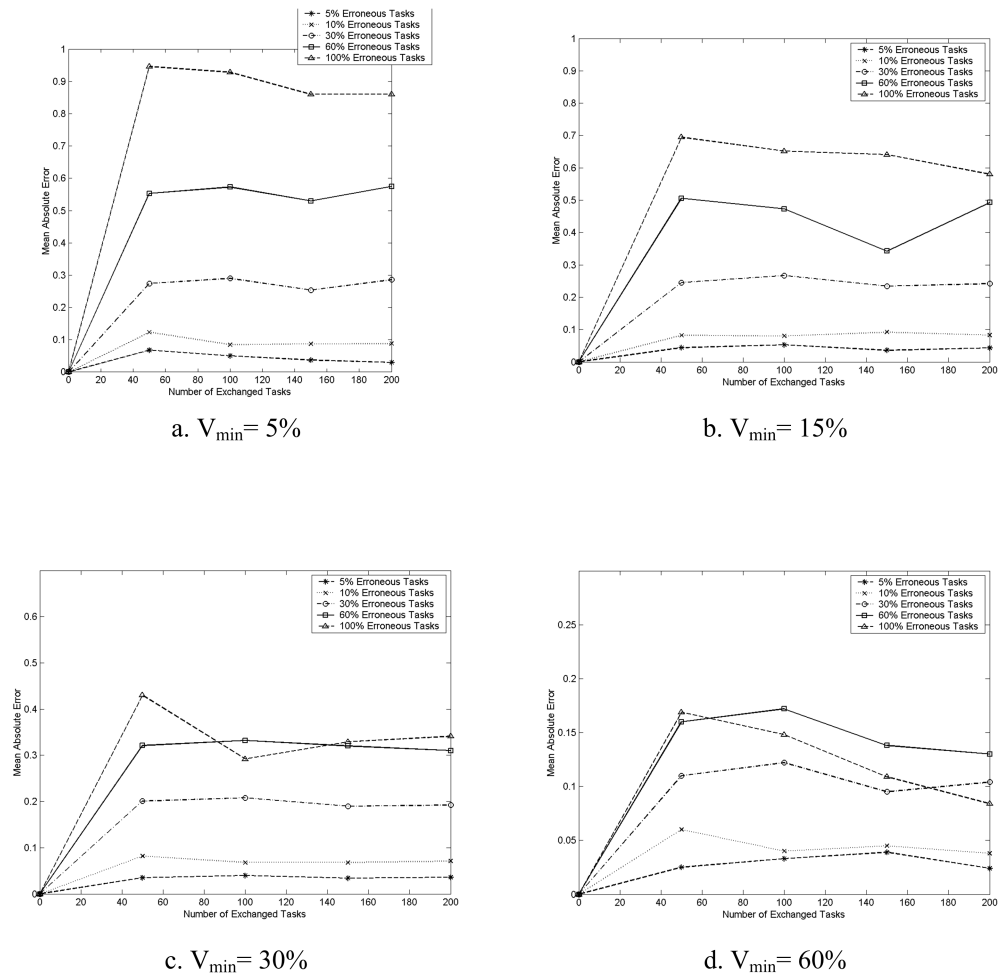 5% Erroneous Tasks
10% Erroneous Tasks
30% Erroneous Tasks
60% Erroneous Tasks
100% Erroneous Tasks
1
0.9
0.8
0.7
0.6
0.5
0.4
0.3
0.2
0.1
0
Mean Absolute Error
0 20 40 60 80 100 120 140 160 180 200
Number of Exchanged Tasks
a. Vmin= 5%
5% Erroneous Tasks
10% Erroneous Tasks
30% Erroneous Tasks
60% Erroneous Tasks
100% Erroneous Tasks
1
0.9
0.8
0.7
0.6
0.5
0.4
0.3
0.2
0.1
0
Mean Absolute Error
0 20 40 60 80 100 120 140 160 180 200
Number of Exchanged Tasks
b. Vmin= 15%
5% Erroneous Tasks
10% Erroneous Tasks
30% Erroneous Tasks
60% Erroneous Tasks
100% Erroneous Tasks
0.6
0.5
0.4
0.3
0.2
0.1
0
Mean Absolute Error
0 20 40 60 80 100 120 140 160 180 200
Number of Exchanged Tasks
c. Vmin= 30%
5% Erroneous Tasks
10% Erroneous Tasks
30% Erroneous Tasks
60% Erroneous Tasks
100% Erroneous Tasks
0.25
0.2
0.15
0.1
0.05
0
Mean Absolute Error
0 20 40 60 80 100 120 140 160 180 200
Number of Exchanged Tasks
d. Vmin= 60%